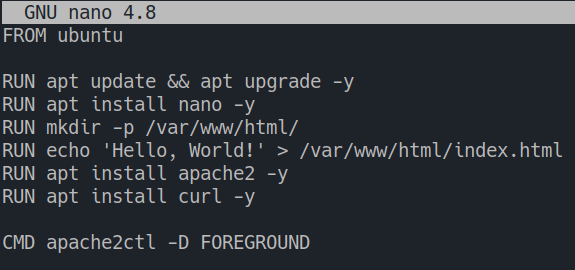 GNU nano 4.8
FROM ubuntu
RUN apt update && apt upgrade -y
RUN apt install nano -y
RUN mkdir -p /var/www/html/
RUN echo 'Hello, World!' > /var/www/html/index.html
RUN apt install apache2 -y
RUN apt install curl -y
CMD apache2ctl -D FOREGROUND